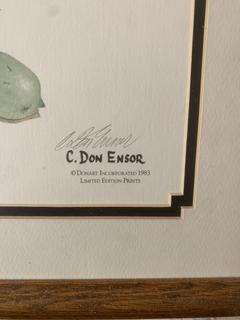 C. Don Ensor
© Donart Incorporated 1983
Limited Edition Prints